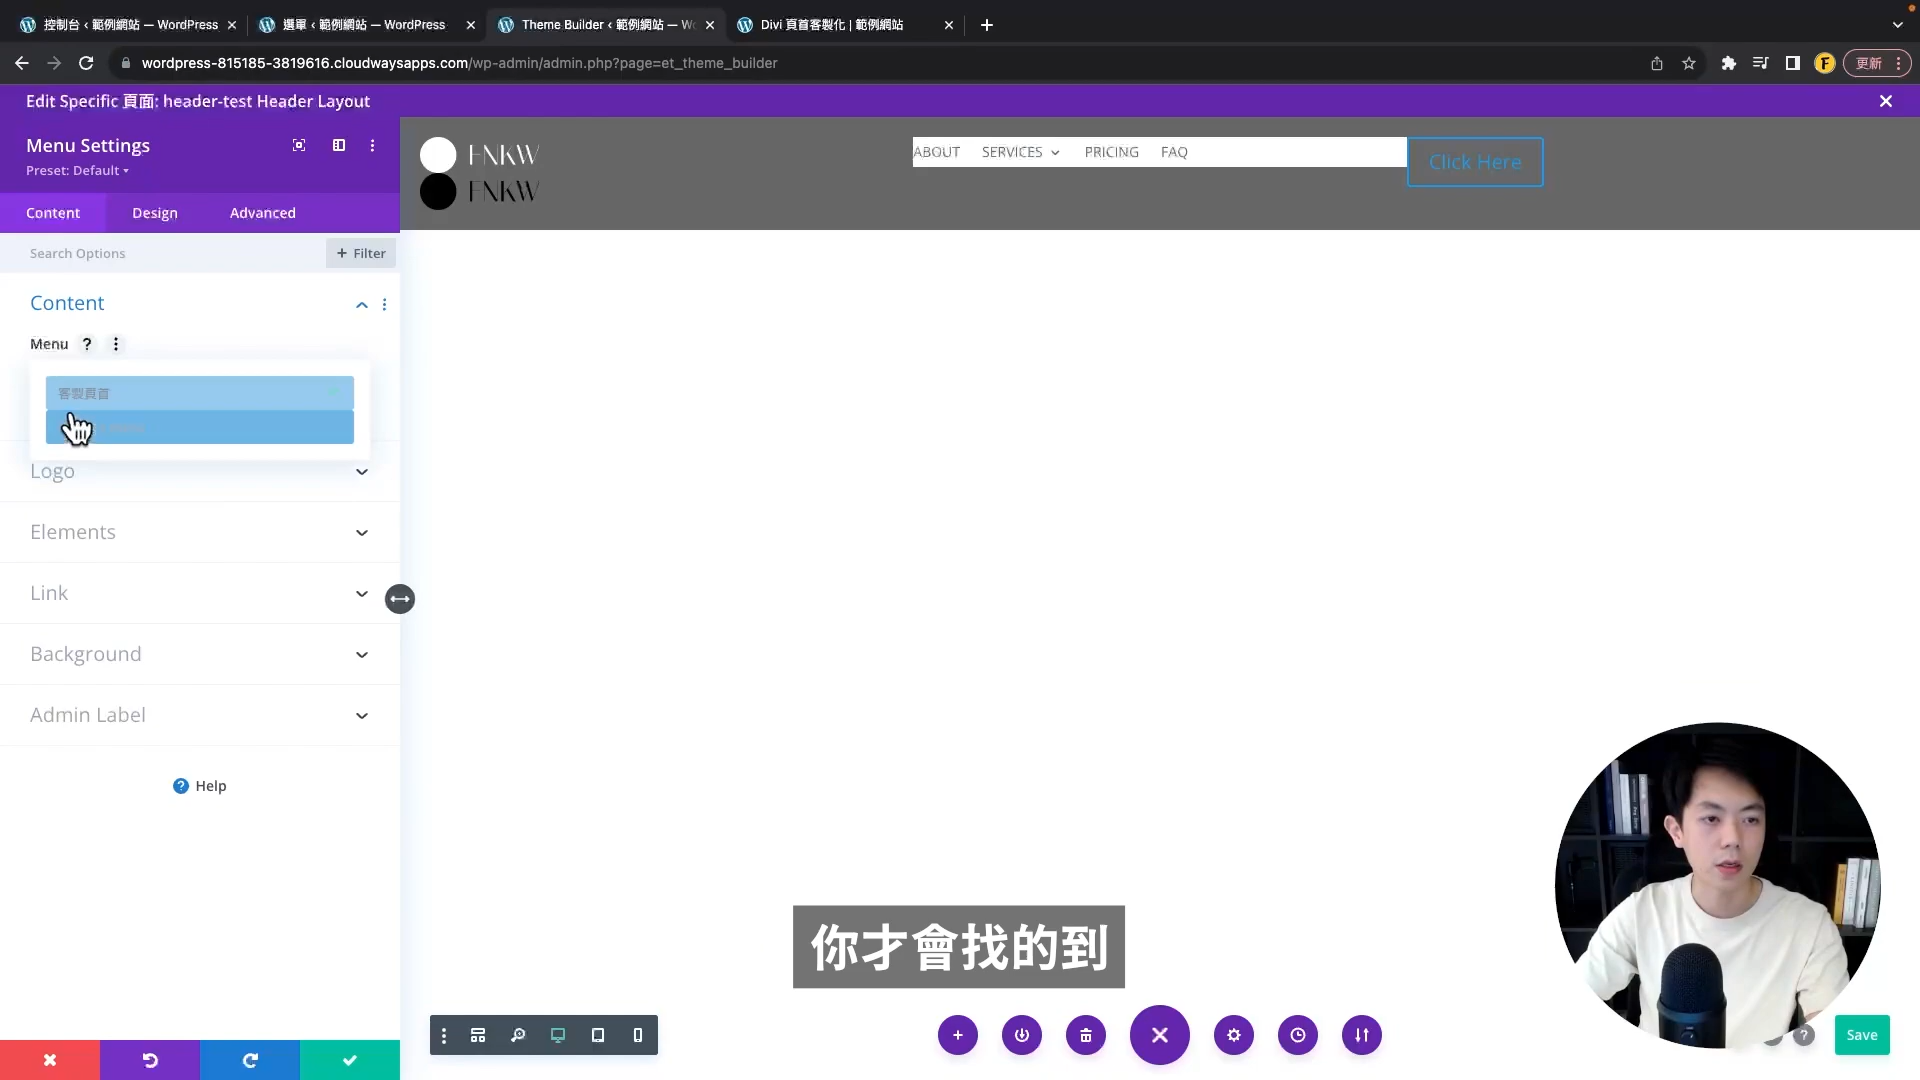 控制台 ‹ 範例網站 — WordPress
選單 ‹ 範例網站 — WordPress
Theme Builder ‹ 範例網站 — Wo
Divi 頁首客製化 | 範例網站
wordpress-815185-3819616.cloudwaysapps.com/wp-admin/admin.php?page=et_theme_builder
F
更新
Edit Specific 頁面: header-test Header Layout
Menu Settings
Preset: Default
Content
Design
Advanced
Search Options
+ Filter
Content
Menu
客製頁首
Logo
Elements
Link
Background
Admin Label
Help
FNKW
FNKW
ABOUT
SERVICES
PRICING
FAQ
Click Here
你才會找的到
Save